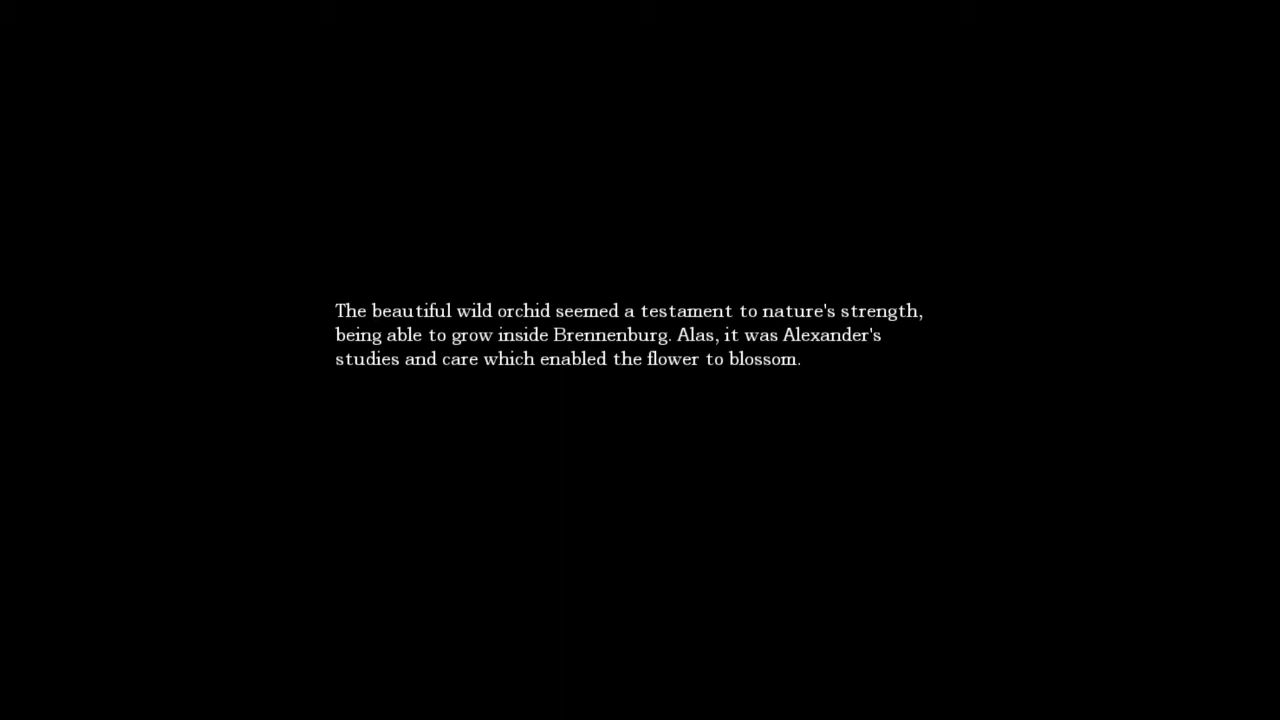 The beautiful wild orchid seemed a testament to nature's strength,
being able to grow inside Brennenburg. Alas, it was Alexander's
studies and care which enabled the flower to blossom.